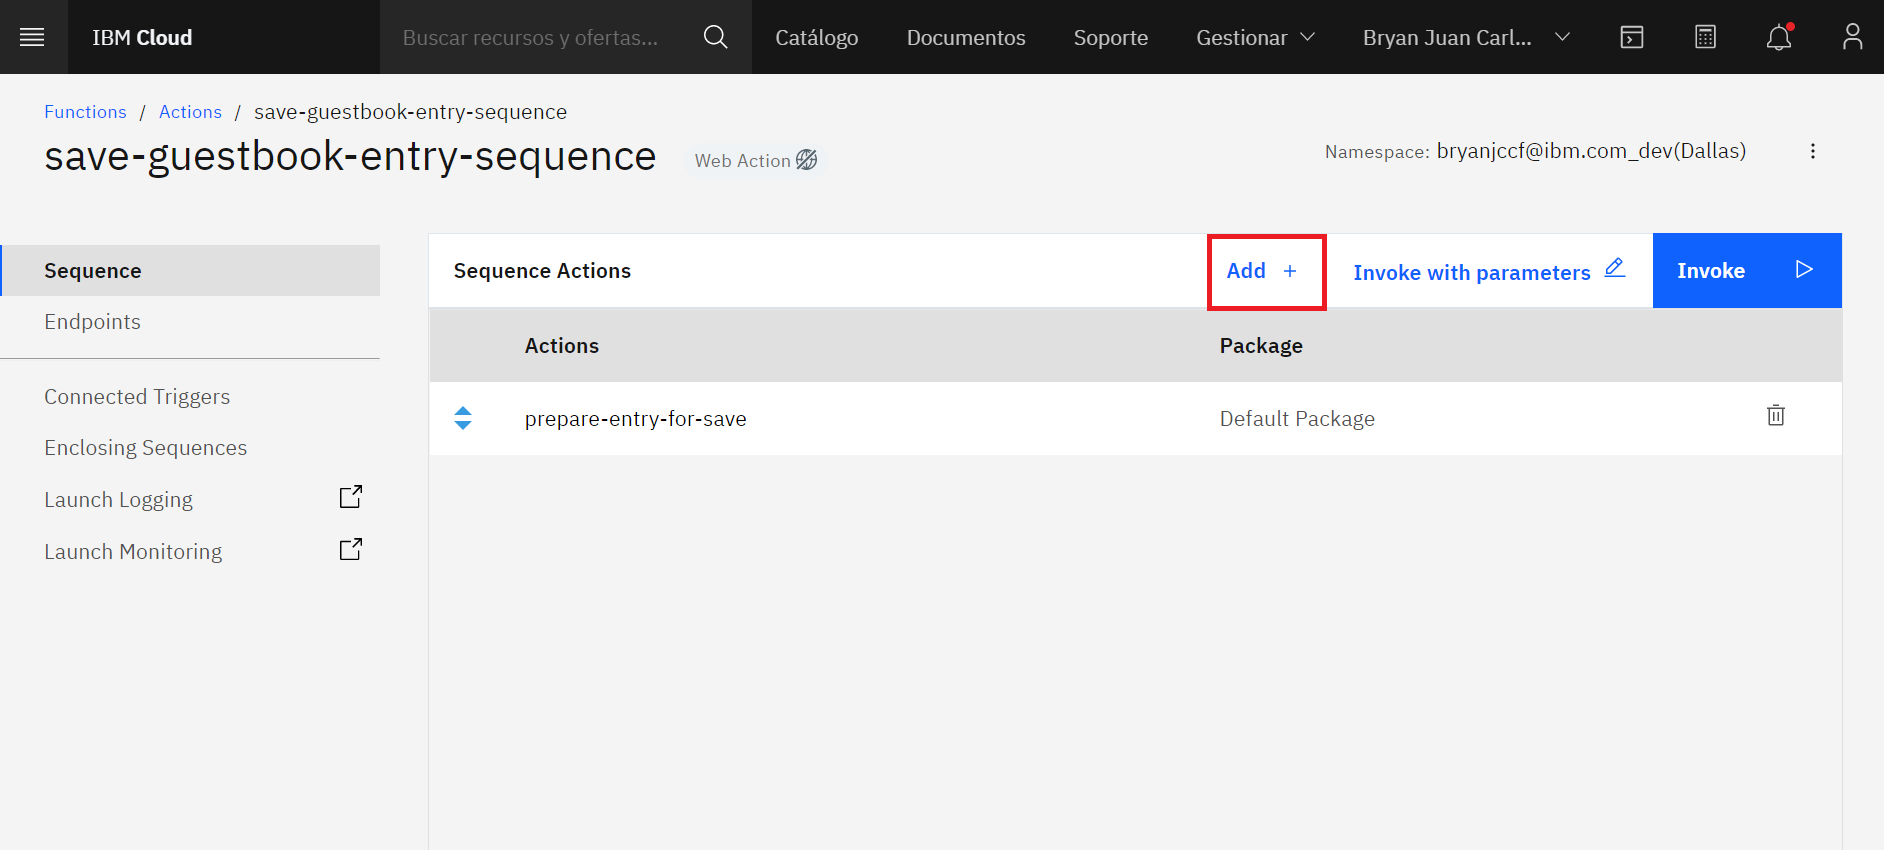 IBM Cloud
Buscar recursos y ofertas...
Catálogo
Documentos
Soporte
Gestionar
Bryan Juan Carl...
Functions / Actions / save-guestbook-entry-sequence
save-guestbook-entry-sequence
Web Action
Namespace: bryanjccf@ibm.com_dev(Dallas)
Sequence
Endpoints
Connected Triggers
Enclosing Sequences
Launch Logging
Launch Monitoring
Sequence Actions
Add +
Invoke with parameters
Invoke
Actions
Package
prepare-entry-for-save
Default Package